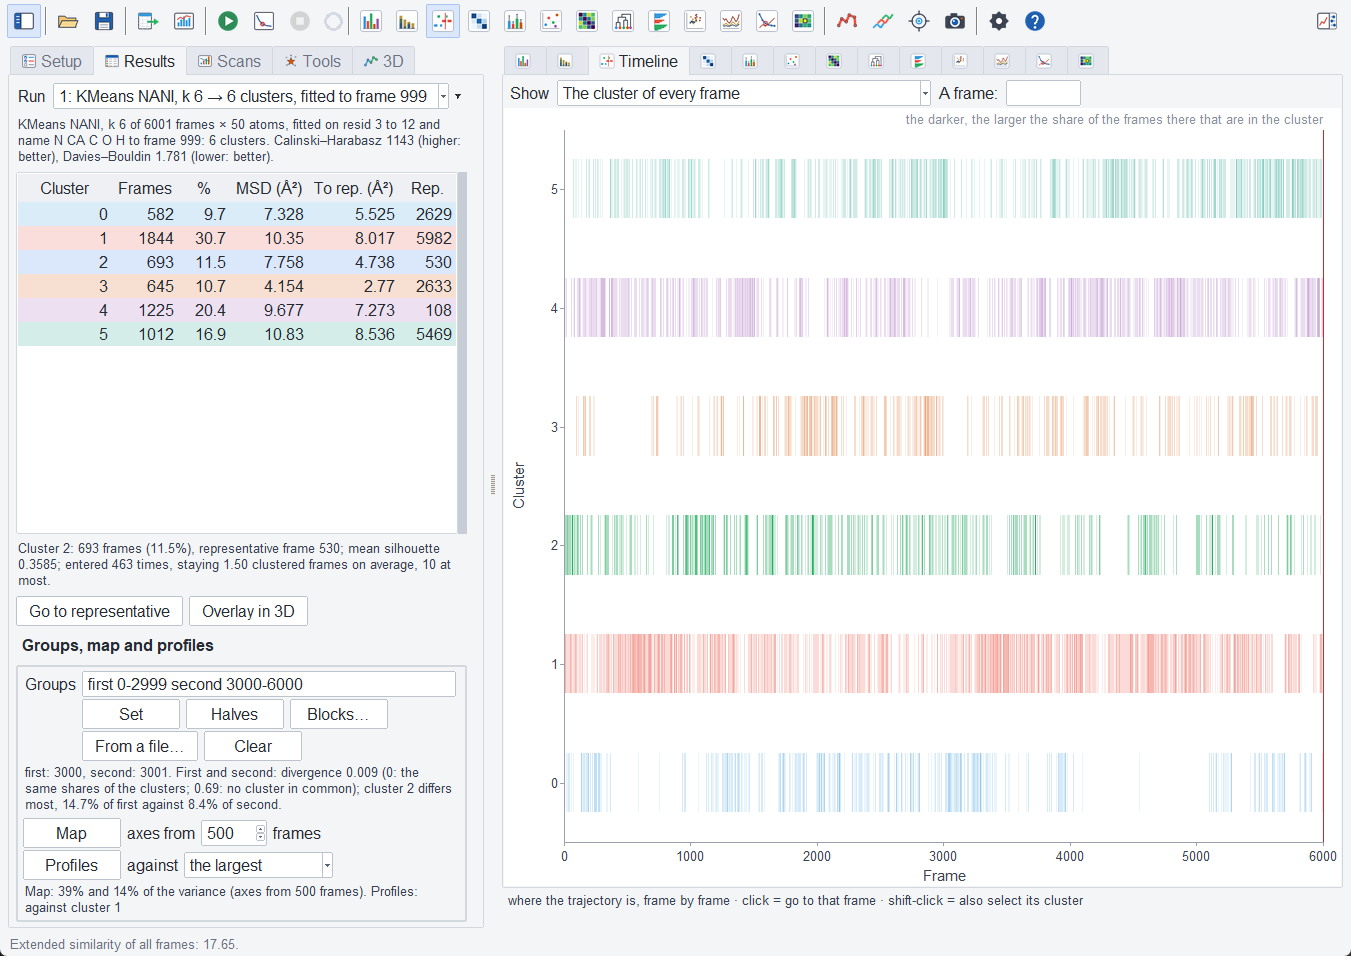 Setup
Results
Scans
Tools
3D
Timeline
Run
1: KMeans NANI, k 6 → 6 clusters, fitted to frame 999
Show
The cluster of every frame
A frame:
KMeans NANI, k 6 of 6001 frames × 50 atoms, fitted on resid 3 to 12 and
name N CA C O H to frame 999: 6 clusters. Calinski–Harabasz 1143 (higher:
better), Davies–Bouldin 1.781 (lower: better).
Cluster Frames % MSD (Å²) To rep. (Å²) Rep.
0 582 9.7 7.328 5.525 2629
1 1844 30.7 10.35 8.017 5982
2 693 11.5 7.758 4.738 530
3 645 10.7 4.154 2.77 2633
4 1225 20.4 9.677 7.273 108
5 1012 16.9 10.83 8.536 5469
Cluster 2: 693 frames (11.5%), representative frame 530; mean silhouette
0.3585; entered 463 times, staying 1.50 clustered frames on average, 10 at
most.
Go to representative
Overlay in 3D
Groups, map and profiles
Groups
first 0-2999 second 3000-6000
Set
Halves
Blocks...
From a file...
Clear
first: 3000, second: 3001. First and second: divergence 0.009 (0: the
same shares of the clusters; 0.69: no cluster in common); cluster 2 differs
most, 14.7% of first against 8.4% of second.
Map
axes from
500
frames
Profiles
against
the largest
Map: 39% and 14% of the variance (axes from 500 frames). Profiles:
against cluster 1
Extended similarity of all frames: 17.65.
the darker, the larger the share of the frames there that are in the cluster
5
4
3
2
1
0
Cluster
0 1000 2000 3000 4000 5000 6000
Frame
where the trajectory is, frame by frame · click = go to that frame · shift-click = also select its cluster